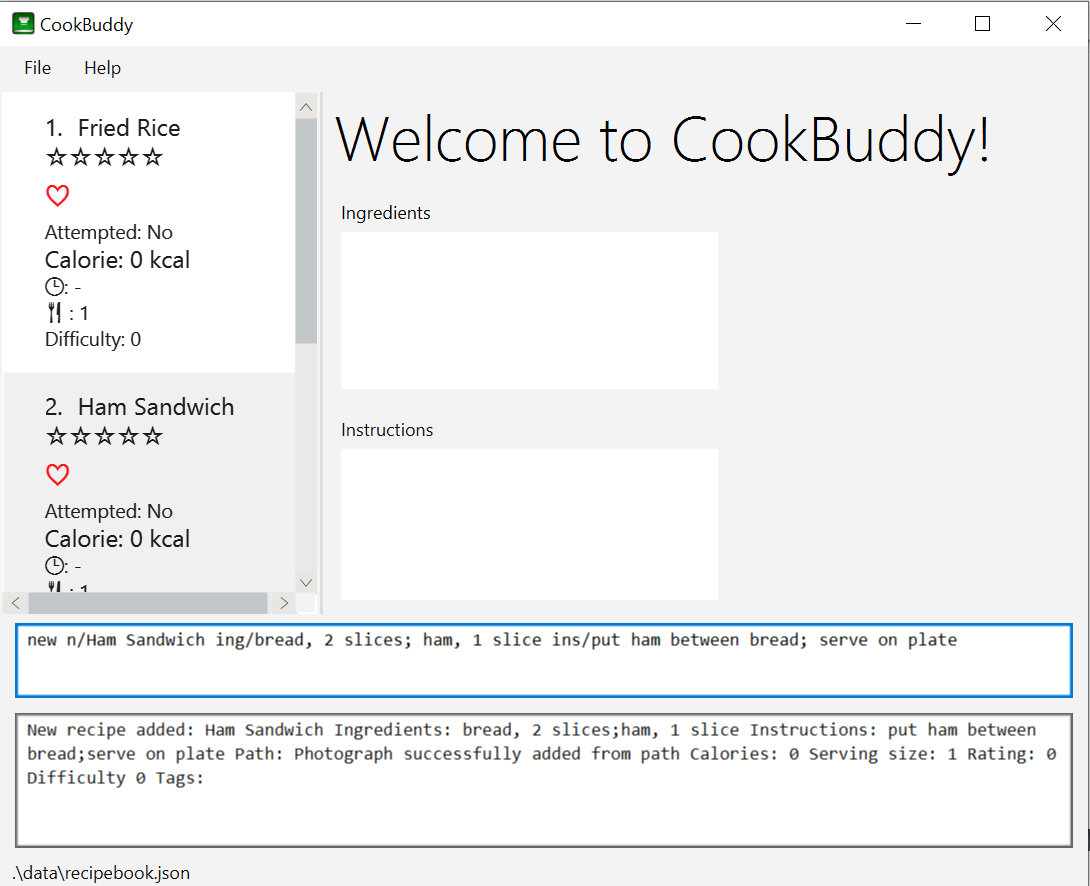 CookBuddy
File Help
1. Fried Rice
☆☆☆☆☆
♡
Attempted: No
Calorie: 0 kcal
: -
: 1
Difficulty: 0
2. Ham Sandwich
☆☆☆☆☆
♡
Attempted: No
Calorie: 0 kcal
: -
: 1
Welcome to CookBuddy!
Ingredients
Instructions
new n/Ham Sandwich ing/bread, 2 slices; ham, 1 slice ins/put ham between bread; serve on plate
New recipe added: Ham Sandwich Ingredients: bread, 2 slices;ham, 1 slice Instructions: put ham between
bread;serve on plate Path: Photograph successfully added from path Calories: 0 Serving size: 1 Rating: 0
Difficulty 0 Tags:
.\data\recipebook.json